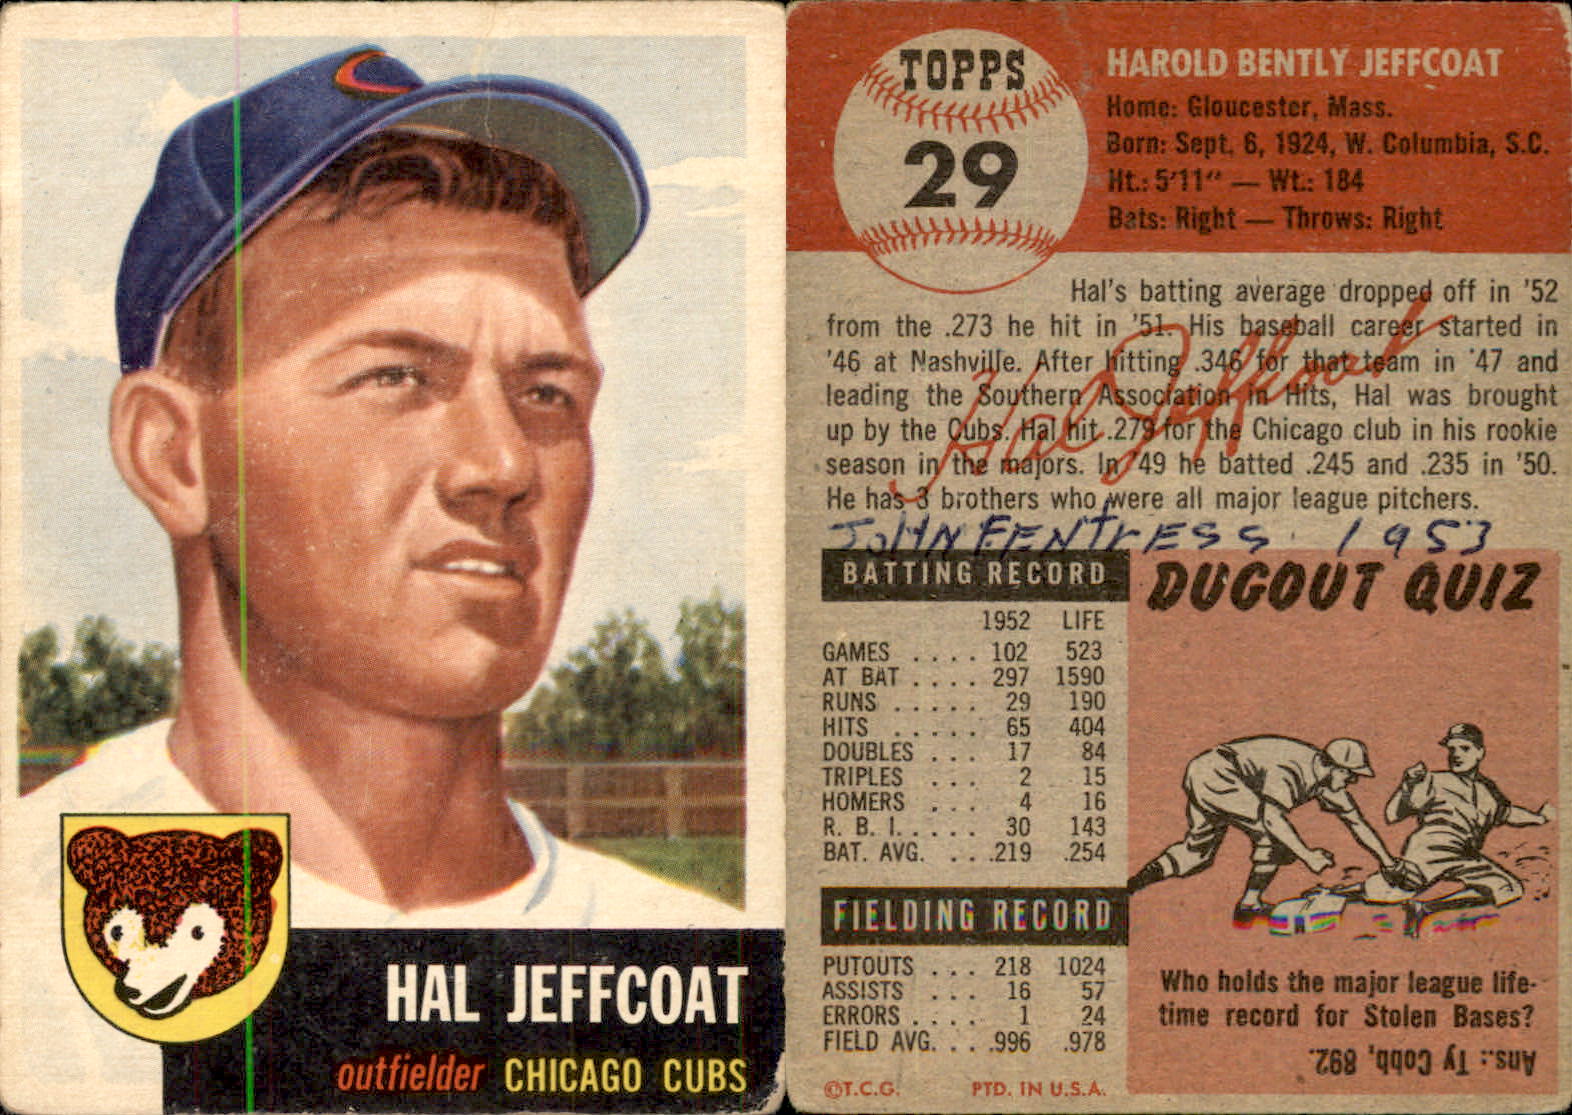 HAL JEFFCOAT
outfielder CHICAGO CUBS
TOPPS
29
HAROLD BENTLY JEFFCOAT
Home: Gloucester, Mass.
Born: Sept. 6, 1924, W. Columbia, S.C.
Ht.: 5'11" — Wt.: 184
Bats: Right — Throws: Right
Hal's batting average dropped off in '52
from the .273 he hit in '51. His baseball career started in
'46 at Nashville. After hitting .346 for that team in '47 and
leading the Southern Association in Hits, Hal was brought
up by the Cubs. Hal hit .279 for the Chicago club in his rookie
season in the majors. In '49 he batted .245 and .235 in '50.
He has 3 brothers who were all major league pitchers.
Hal Jeffcoat
JOHN FENTRESS. 1953
BATTING RECORD
1952 LIFE
GAMES .... 102 523
AT BAT .... 297 1590
RUNS ..... 29 190
HITS ..... 65 404
DOUBLES ... 17 84
TRIPLES ... 2 15
HOMERS ... 4 16
R. B. I. .... 30 143
BAT. AVG. ... .219 .254
FIELDING RECORD
PUTOUTS ... 218 1024
ASSISTS ... 16 57
ERRORS .... 1 24
FIELD AVG. ... .996 .978
©T.C.G. PTD. IN U.S.A.
DUGOUT QUIZ
Who holds the major league life-
time record for Stolen Bases?
Ans.: Ty Cobb, 892.